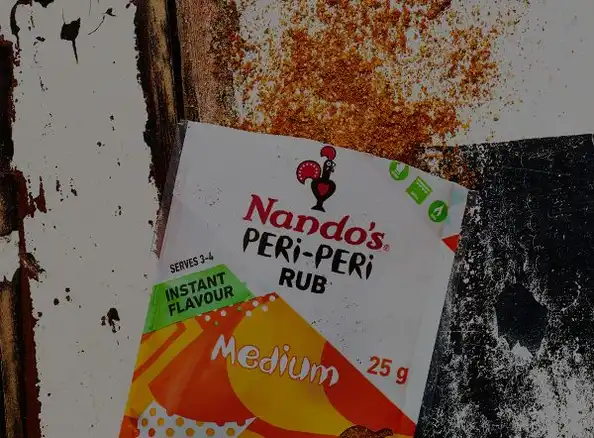 Nando's®
PERi-PERi
RUB
SERVES 3-4
INSTANT
FLAVOUR
Medium
25 g